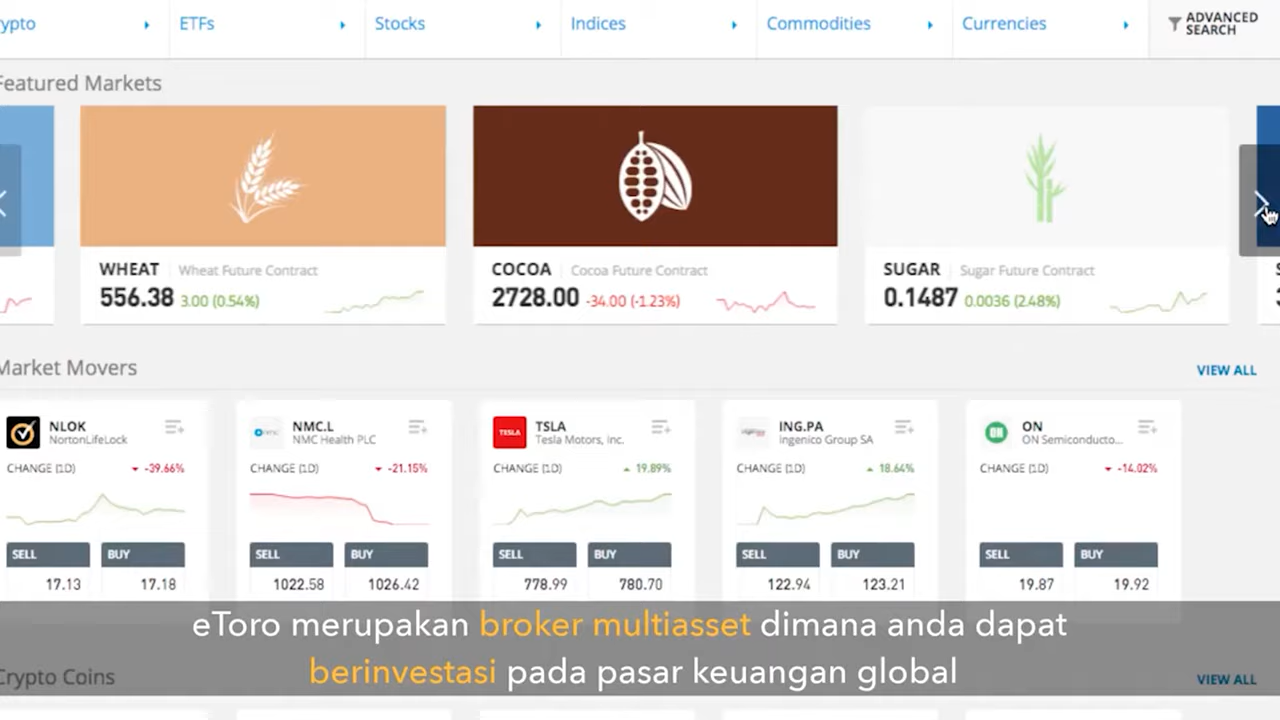 ypto
ETFs
Stocks
Indices
Commodities
Currencies
ADVANCED
SEARCH
Featured Markets
WHEAT Wheat Future Contract
556.38 3.00 (0.54%)
COCOA Cocoa Future Contract
2728.00 -34.00 (-1.23%)
SUGAR Sugar Future Contract
0.1487 0.0036 (2.48%)
Market Movers
VIEW ALL
NLOK
NortonLifeLock
CHANGE (1D) -39.66%
SELL BUY
17.13 17.18
NMC.L
NMC Health PLC
CHANGE (1D) -21.15%
SELL BUY
1022.58 1026.42
TESLA
TSLA
Tesla Motors, Inc.
CHANGE (1D) 19.89%
SELL BUY
778.99 780.70
ING.PA
Ingenico Group SA
CHANGE (1D) 18.64%
SELL BUY
122.94 123.21
ON
ON Semiconducto...
CHANGE (1D) -14.02%
SELL BUY
19.87 19.92
eToro merupakan broker multiasset dimana anda dapat
berinvestasi pada pasar keuangan global
Crypto Coins
VIEW ALL